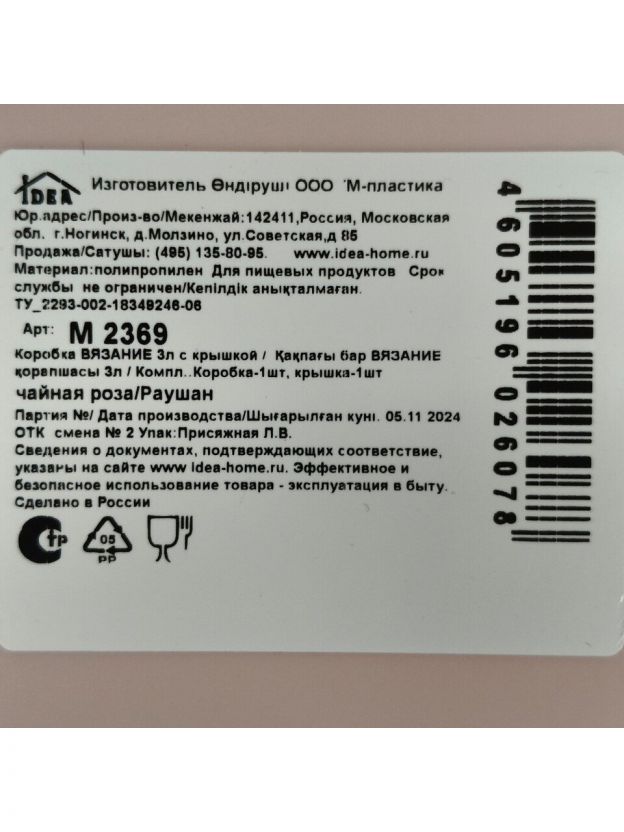 IDEA
Изготовитель Өндіруші ООО "М-пластика
Юр.адрес/Произ-во/Мекенжай:142411,Россия, Московская
обл. г.Ногинск, д.Молзино, ул.Советская,д 85
Продажа/Сатушы: (495) 135-80-95. www.idea-home.ru
Материал:полипропилен Для пищевых продуктов Срок
службы не ограничен/Кепілдік анықталмаған.
ТУ_2293-002-18349246-06
Арт: М 2369
Коробка ВЯЗАНИЕ 3л с крышкой / Қақпағы бар ВЯЗАНИЕ
қорапшасы 3л / Компл..Коробка-1шт, крышка-1шт
чайная роза/Раушан
Партия №/ Дата производства/Шығарылған күні. 05.11 2024
ОТК смена № 2 Упак:Присяжная Л.В.
Сведения о документах, подтверждающих соответствие,
указаны на сайте www idea-home.ru. Эффективное и
безопасное использование товара - эксплуатация в быту.
Сделано в России
тр
05
PP
4605196026078